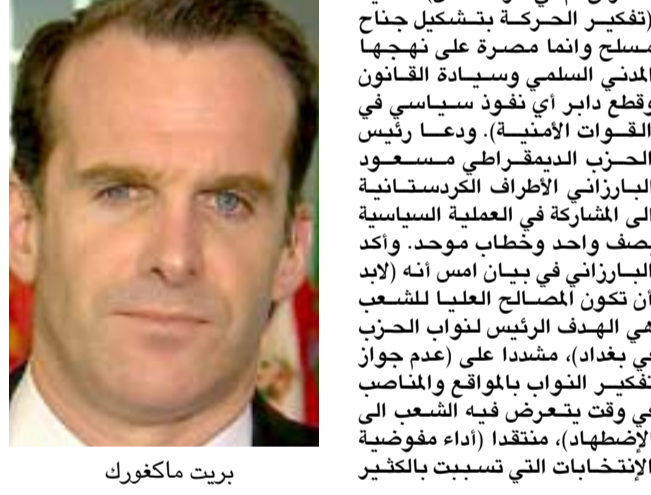 (تفكير الحركة بتشكيل جناح
مسلح وانما مصرة على نهجها
المدني السلمي وسيادة القانون
وقطع دابر أي نفوذ سياسي في
القوات الأمنية). ودعا رئيس
الحزب الديمقراطي مسعود
البارزاني الأطراف الكردستانية
الى المشاركة في العملية السياسية
بصف واحد وخطاب موحد. وأكد
البارزاني في بيان امس أنه (لابد
أن تكون المصالح العليا للشعب
هي الهدف الرئيس لنواب الحزب
في بغداد)، مشددا على (عدم جواز
تفكير النواب بالمواقع والمناصب
في وقت يتعرض فيه الشعب الى
الإضطهاد)، منتقدا (أداء مفوضية
الإنتخابات التي تسببت بالكثير
بريت ماكغورك